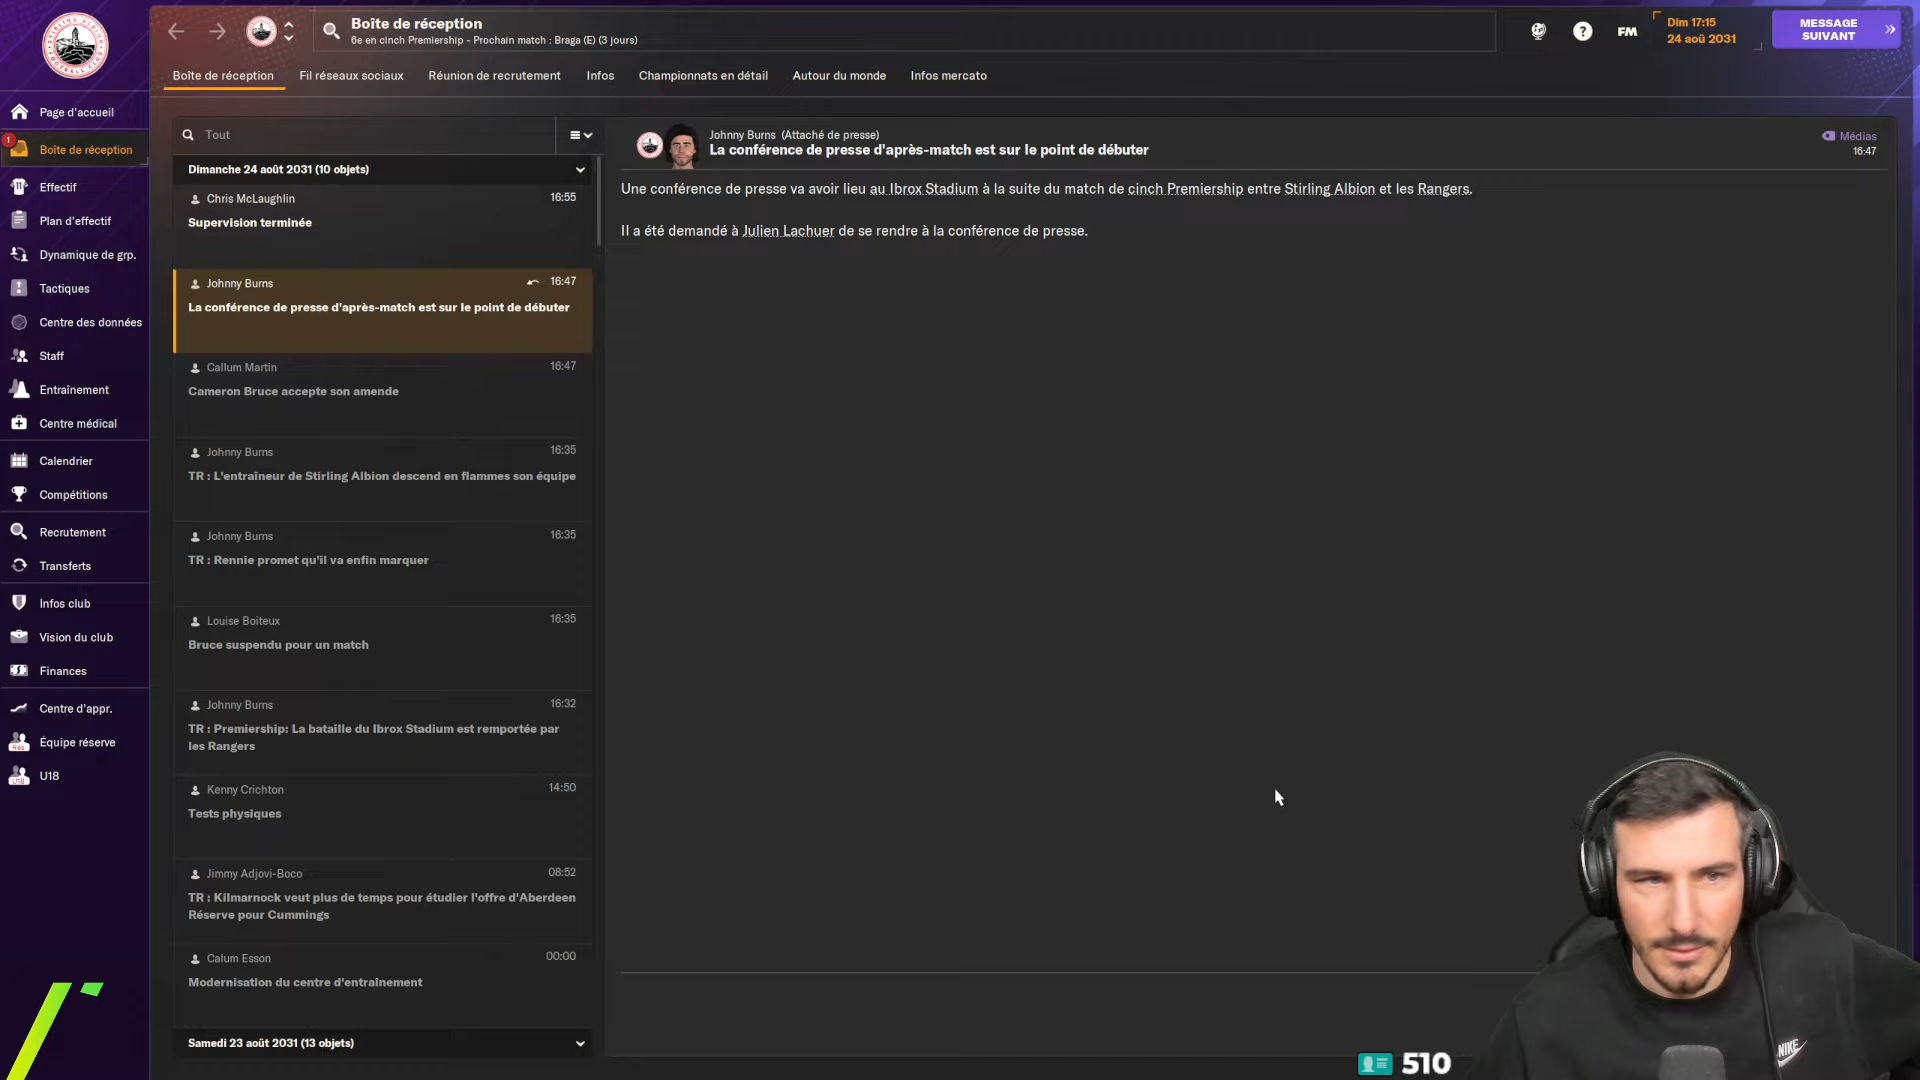 Boîte de réception
6e en cinch Premiership - Prochain match : Braga (E) (3 jours)
FM
Dim 17:15
24 aoû 2031
MESSAGE
SUIVANT
Boîte de réception
Fil réseaux sociaux
Réunion de recrutement
Infos
Championnats en détail
Autour du monde
Infos mercato
Page d'accueil
1
Boîte de réception
Effectif
Plan d'effectif
Dynamique de grp.
Tactiques
Centre des données
Staff
Entraînement
Centre médical
Calendrier
Compétitions
Recrutement
Transferts
Infos club
Vision du club
Finances
Centre d'appr.
Équipe réserve
U18
Tout
Dimanche 24 août 2031 (10 objets)
Chris McLaughlin 16:55
Supervision terminée
Johnny Burns 16:47
La conférence de presse d'après-match est sur le point de débuter
Callum Martin 16:47
Cameron Bruce accepte son amende
Johnny Burns 16:35
TR : L'entraîneur de Stirling Albion descend en flammes son équipe
Johnny Burns 16:35
TR : Rennie promet qu'il va enfin marquer
Louise Boiteux 16:35
Bruce suspendu pour un match
Johnny Burns 16:32
TR : Premiership: La bataille du Ibrox Stadium est remportée par
les Rangers
Kenny Crichton 14:50
Tests physiques
Jimmy Adjovi-Boco 08:52
TR : Kilmarnock veut plus de temps pour étudier l'offre d'Aberdeen
Réserve pour Cummings
Calum Esson 00:00
Modernisation du centre d'entraînement
Samedi 23 août 2031 (13 objets)
Johnny Burns (Attaché de presse)
La conférence de presse d'après-match est sur le point de débuter
Médias
16:47
Une conférence de presse va avoir lieu au Ibrox Stadium à la suite du match de cinch Premiership entre Stirling Albion et les Rangers.
Il a été demandé à Julien Lachuer de se rendre à la conférence de presse.
510
NIKE